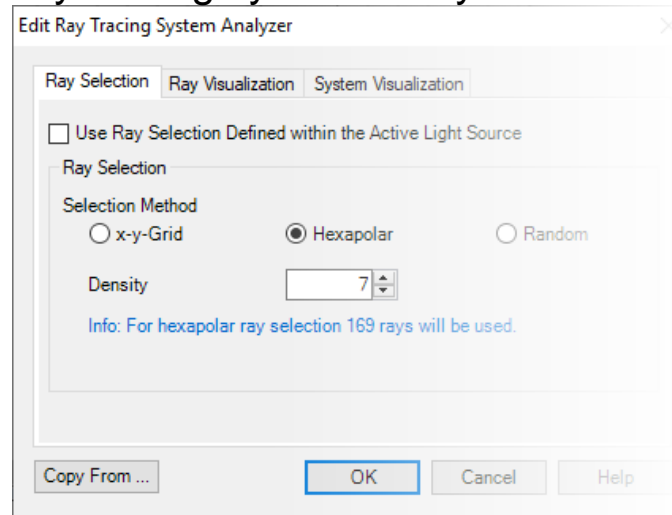 Edit Ray Tracing System Analyzer
Ray Selection Ray Visualization System Visualization
Use Ray Selection Defined within the Active Light Source
Ray Selection
Selection Method
x-y-Grid Hexapolar Random
Density 7
Info: For hexapolar ray selection 169 rays will be used.
Copy From ... OK Cancel Help